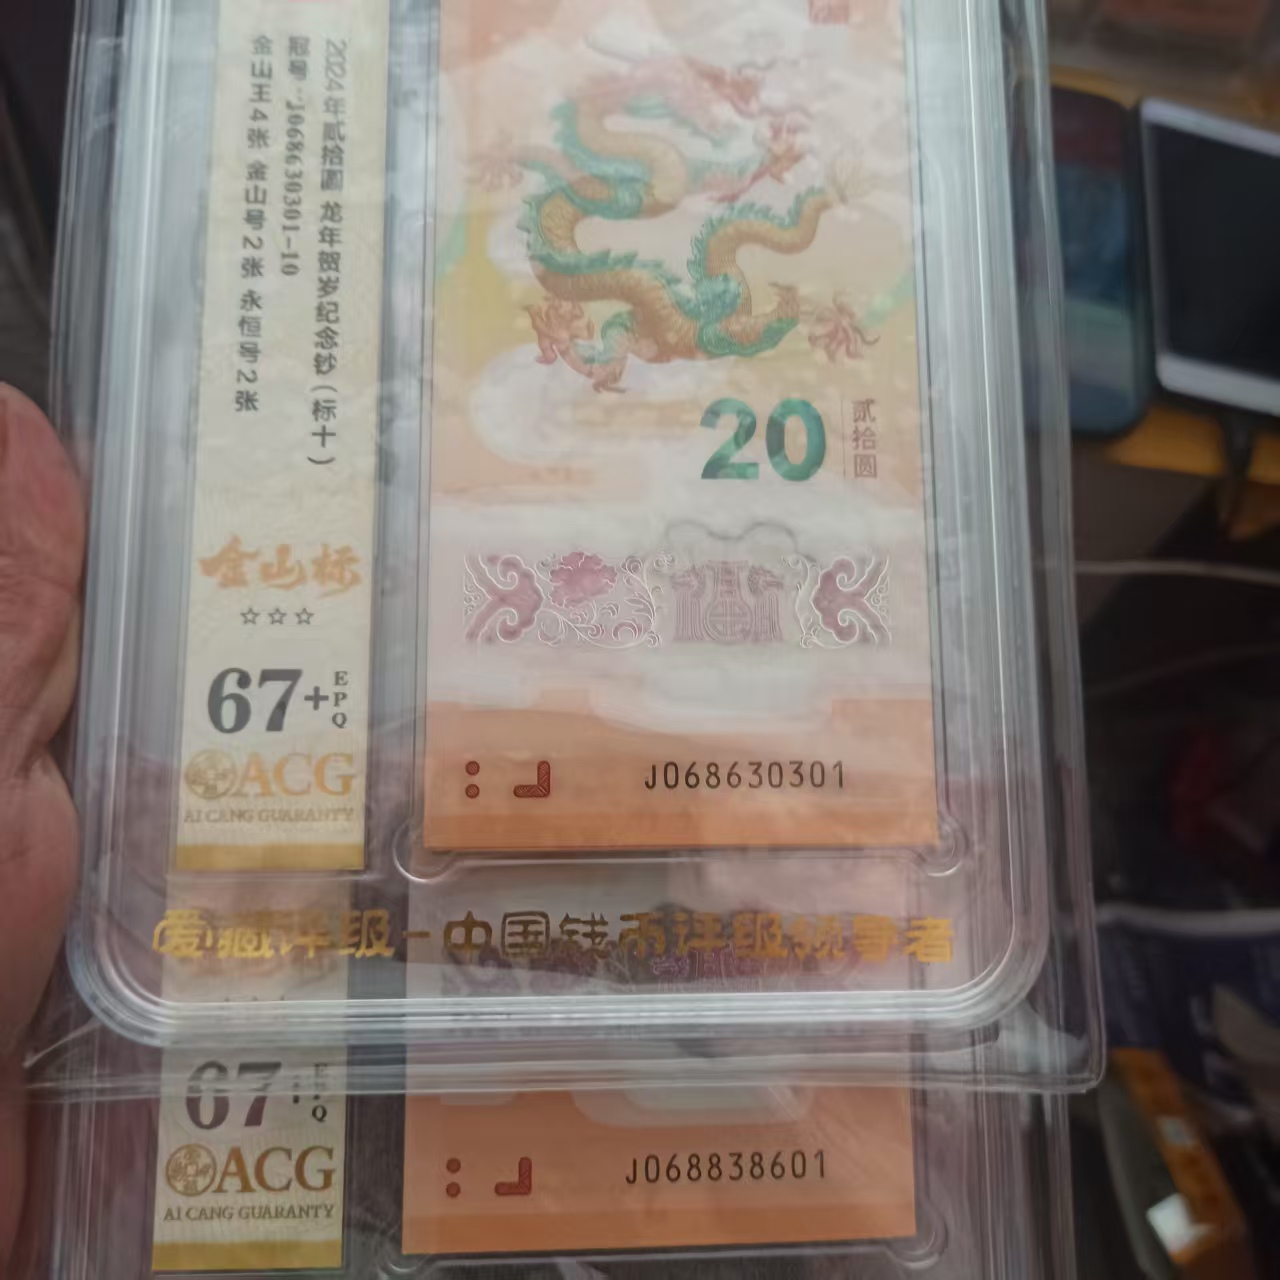 2024年贰拾圆 龙年贺岁纪念钞(标十)
冠号:J068630301-10
金山王4张 金山号2张 永恒号2张
金山标
☆☆☆
67+
EPQ
ACG
AI CANG GUARANTY
20
贰拾圆
J068630301
爱藏评级-中国钱币评级领导者
67
ACG
AI CANG GUARANTY
J068838601